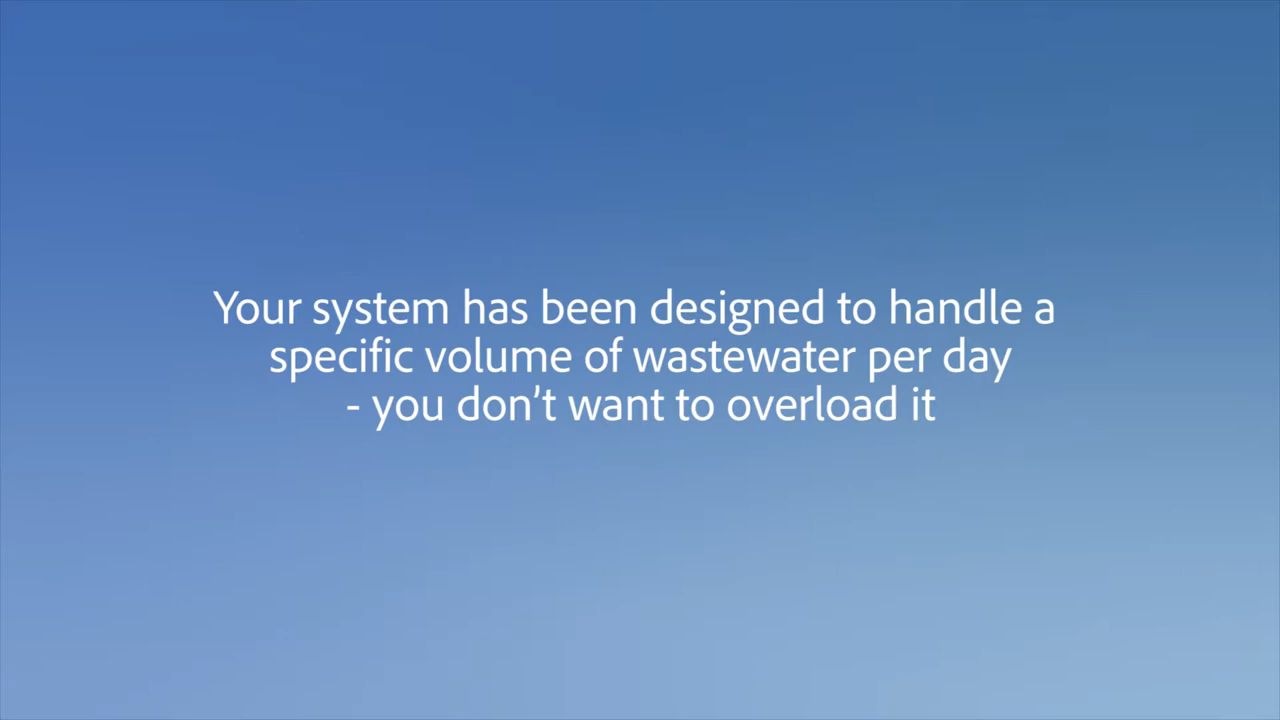 Your system has been designed to handle a
specific volume of wastewater per day
- you don’t want to overload it